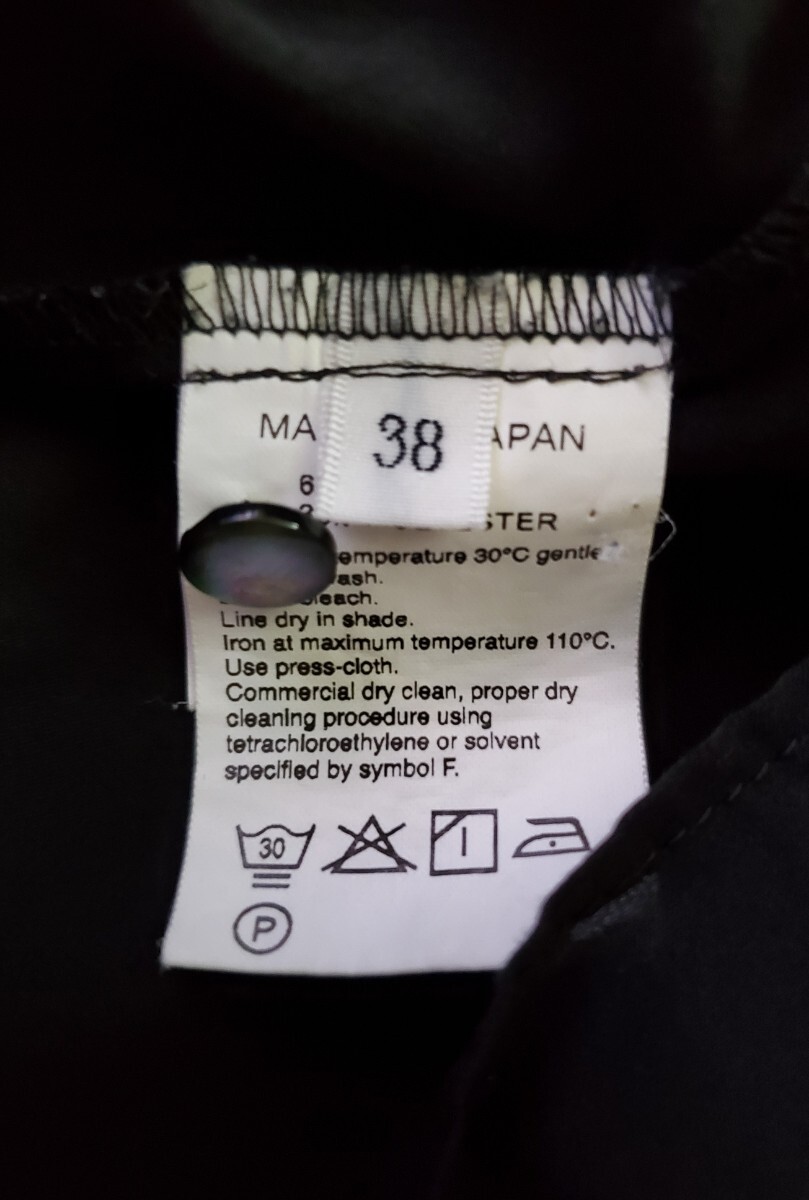 38
MA
APAN
6
STER
emperature 30°C gentle
ash.
bleach.
Line dry in shade.
Iron at maximum temperature 110°C.
Use press-cloth.
Commercial dry clean, proper dry
cleaning procedure using
tetrachloroethylene or solvent
specified by symbol F.
30
P